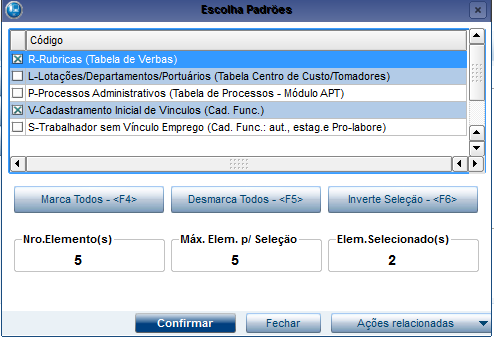 Escolha Padrões
Código
R-Rubricas (Tabela de Verbas)
L-Lotações/Departamentos/Portuários (Tabela Centro de Custo/Tomadores)
P-Processos Administrativos (Tabela de Processos - Módulo APT)
V-Cadastramento Inicial de Vinculos (Cad. Func.)
S-Trabalhador sem Vínculo Emprego (Cad. Func.: aut., estag.e Pro-labore)
Marca Todos - <F4> Desmarca Todos - <F5> Inverte Seleção - <F6>
Nro.Elemento(s) Máx. Elem. p/ Seleção Elem.Selecionado(s)
5 5 2
Confirmar Fechar Ações relacionadas